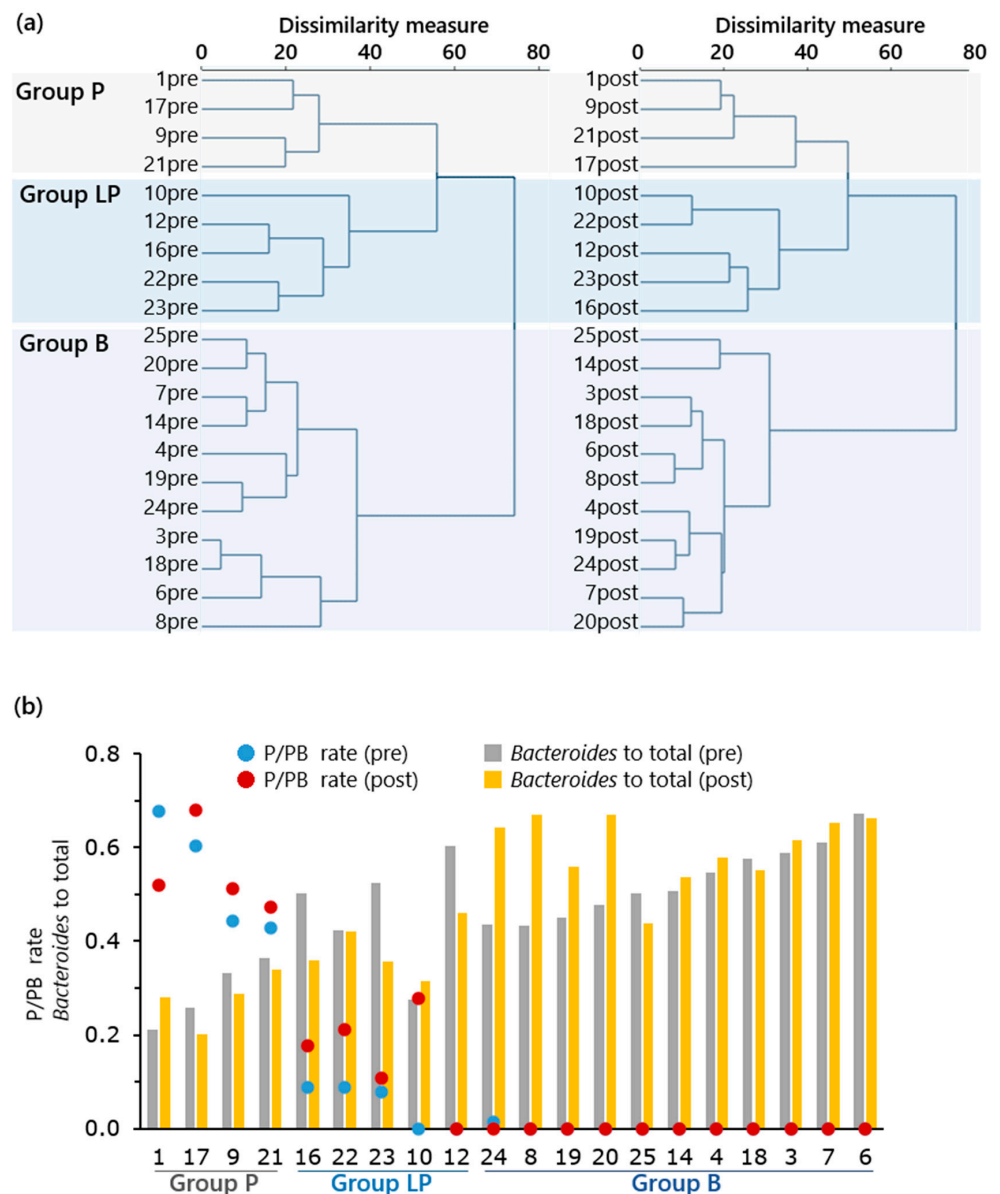 (a)
Dissimilarity measure
Dissimilarity measure
0 20 40 60 80
0 20 40 60 80
Group P
1pre
17pre
9pre
21pre
Group LP
10pre
12pre
16pre
22pre
23pre
Group B
25pre
20pre
7pre
14pre
4pre
19pre
24pre
3pre
18pre
6pre
8pre
1post
9post
21post
17post
10post
22post
12post
23post
16post
25post
14post
3post
18post
6post
8post
4post
19post
24post
7post
20post
(b)
P/PB rate (pre)
P/PB rate (post)
Bacteroides to total (pre)
Bacteroides to total (post)
P/PB rate
Bacteroides to total
0.8
0.6
0.4
0.2
0.0
1 17 9 21 16 22 23 10 12 24 8 19 20 25 14 4 18 3 7 6
Group P Group LP Group B